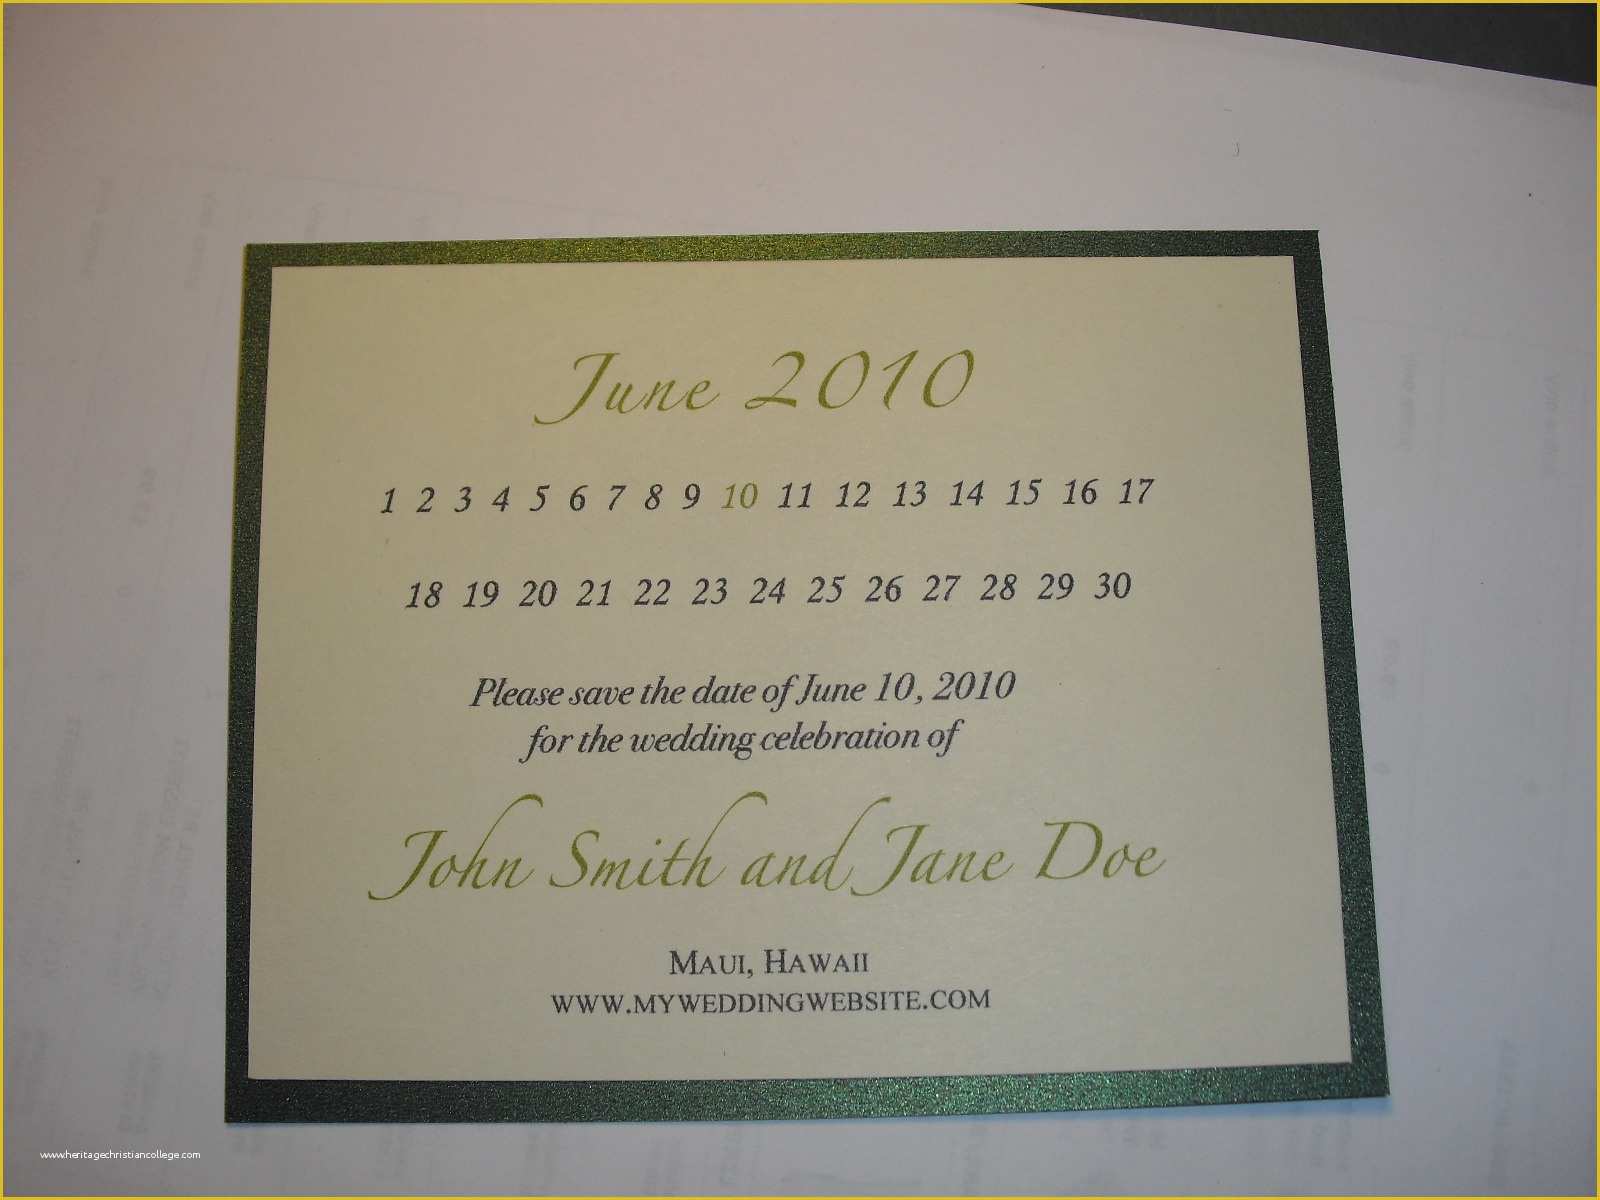 June 2010
1 2 3 4 5 6 7 8 9 10 11 12 13 14 15 16 17
18 19 20 21 22 23 24 25 26 27 28 29 30
Please save the date of June 10, 2010
for the wedding celebration of
John Smith and Jane Doe
MAUI, HAWAII
WWW.MYWEDDINGWEBSITE.COM
www.heritagechristiancollege.com